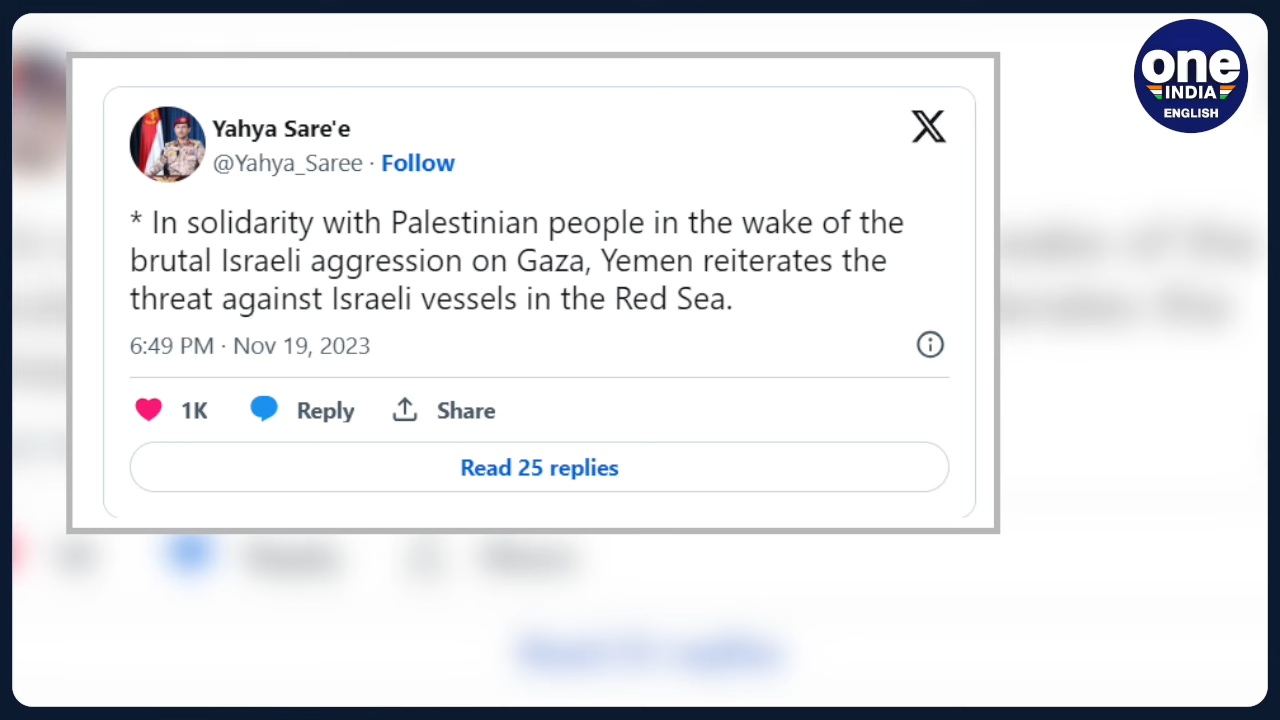 one
INDIA
ENGLISH
Yahya Sare'e
@Yahya_Saree · Follow
* In solidarity with Palestinian people in the wake of the
brutal Israeli aggression on Gaza, Yemen reiterates the
threat against Israeli vessels in the Red Sea.
6:49 PM · Nov 19, 2023
1K Reply Share
Read 25 replies